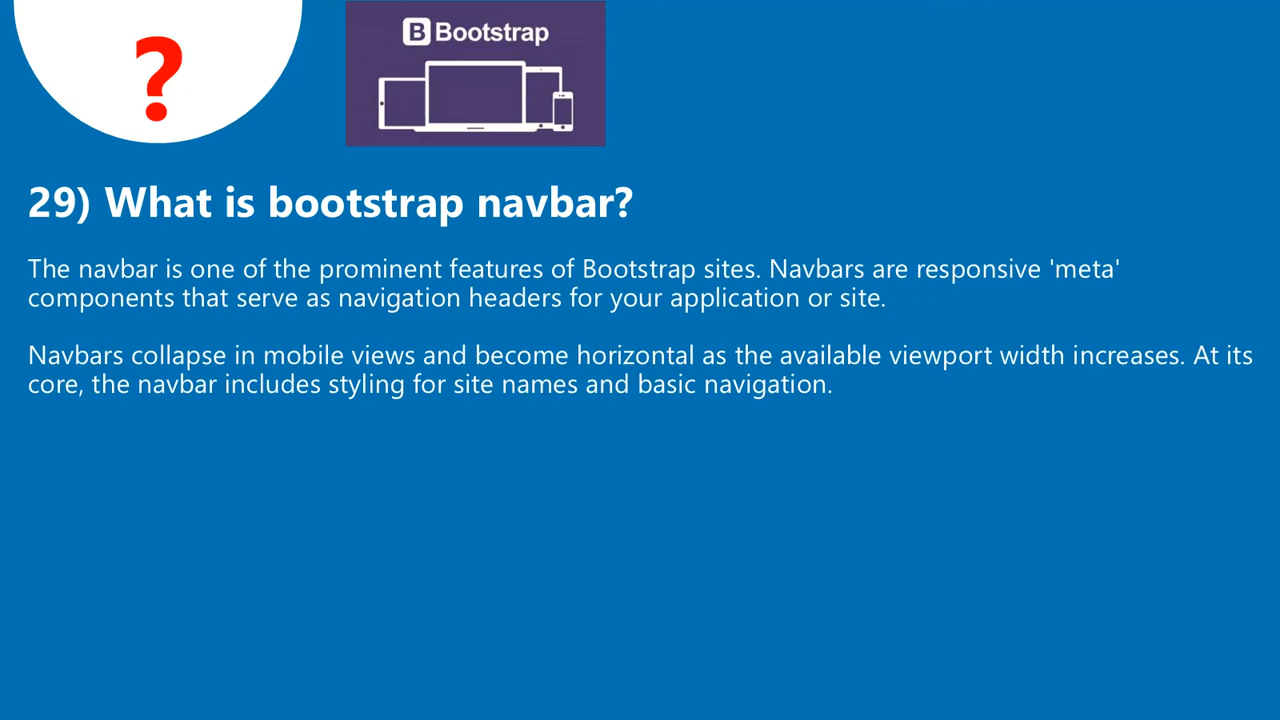 ?
B Bootstrap
29) What is bootstrap navbar?
The navbar is one of the prominent features of Bootstrap sites. Navbars are responsive 'meta'
components that serve as navigation headers for your application or site.
Navbars collapse in mobile views and become horizontal as the available viewport width increases. At its
core, the navbar includes styling for site names and basic navigation.